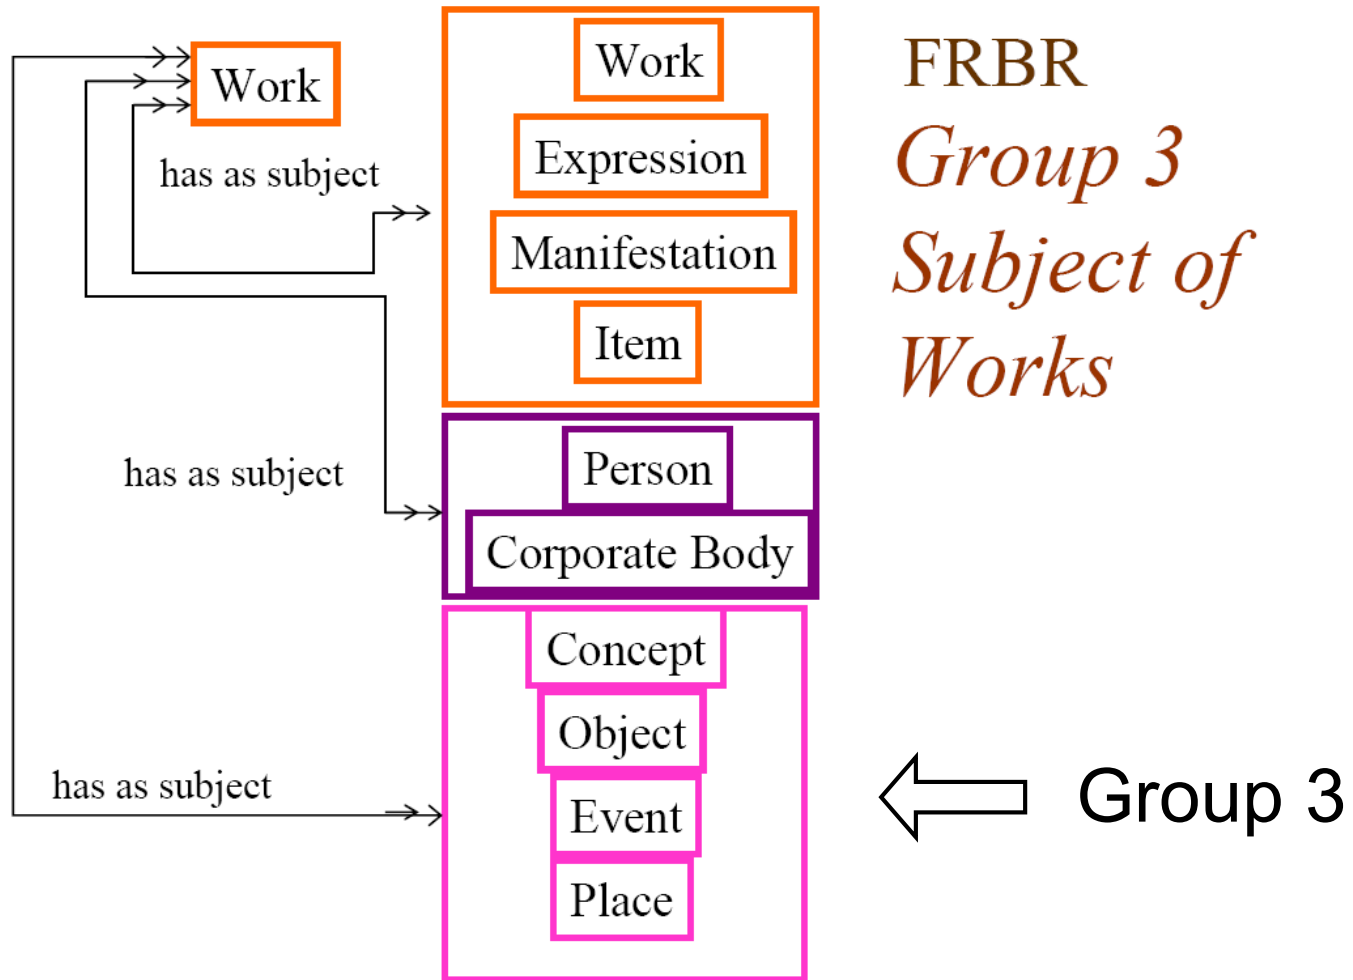 Work
has as subject
has as subject
has as subject
Work
Expression
Manifestation
Item
Person
Corporate Body
Concept
Object
Event
Place
FRBR
Group 3
Subject of
Works
Group 3